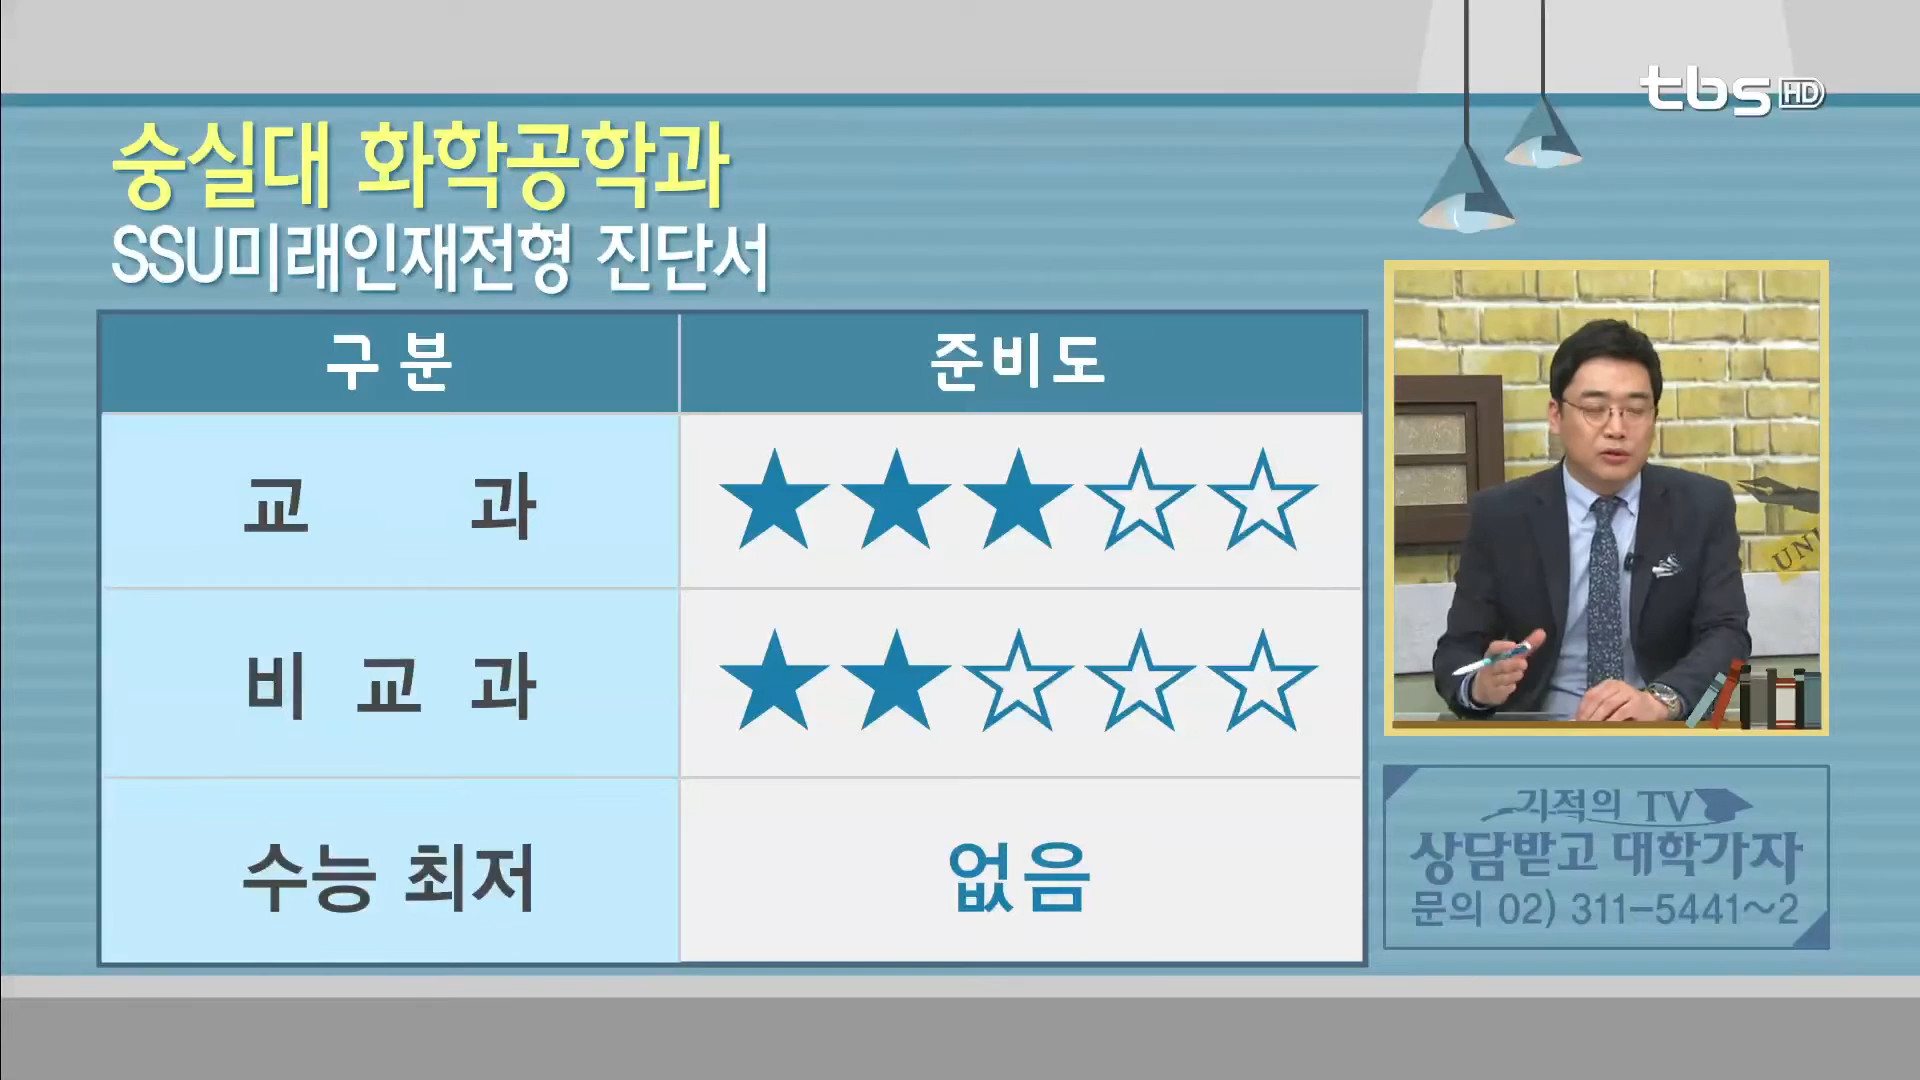 tbs HD
숭실대 화학공학과
SSU미래인재전형 진단서
구 분 준비도
교 과 ★★★☆☆
비 교 과 ★★☆☆☆
수능 최저 없음
UNI
기적의 TV
상담받고 대학가자
문의 02) 311-5441~2